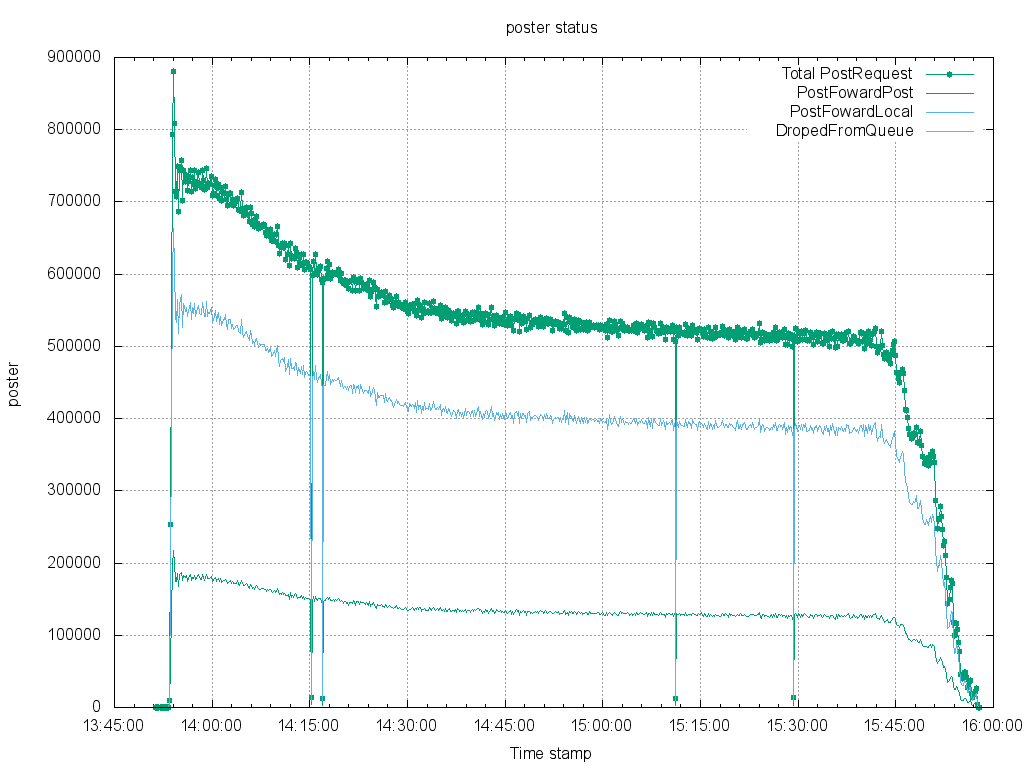 poster status
Total PostRequest
PostFowardPost
PostFowardLocal
DropedFromQueue
900000
800000
700000
600000
500000
400000
300000
200000
100000
0
poster
13:45:00 14:00:00 14:15:00 14:30:00 14:45:00 15:00:00 15:15:00 15:30:00 15:45:00 16:00:00
Time stamp